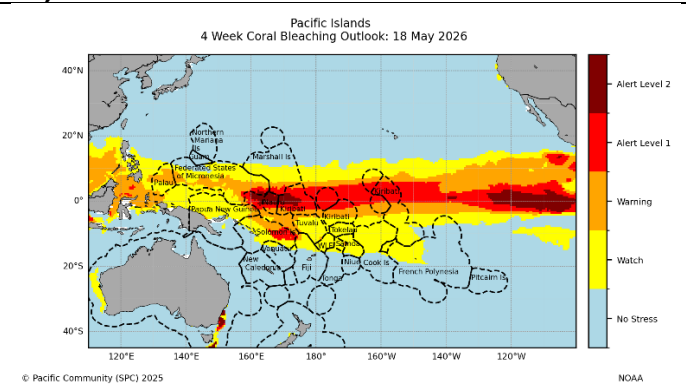 Pacific Islands
4 Week Coral Bleaching Outlook: 18 May 2026
40°N
20°N
0°
20°S
40°S
120°E
140°E
160°E
180°
160°W
140°W
120°W
Northern
Mariana
Is
Guam
Marshall Is
Federated States
of Micronesia
Palau
Kiribati
Papua New Guinea
Kiribati
Kiribati
Tuvalu
Solomon
Tokelau
Samoa
Vanuatu
New
Caledonia
Fiji
Tonga
Niue
Cook Is
French Polynesia
Pitcairn Is
Alert Level 2
Alert Level 1
Warning
Watch
No Stress
© Pacific Community (SPC) 2025
NOAA